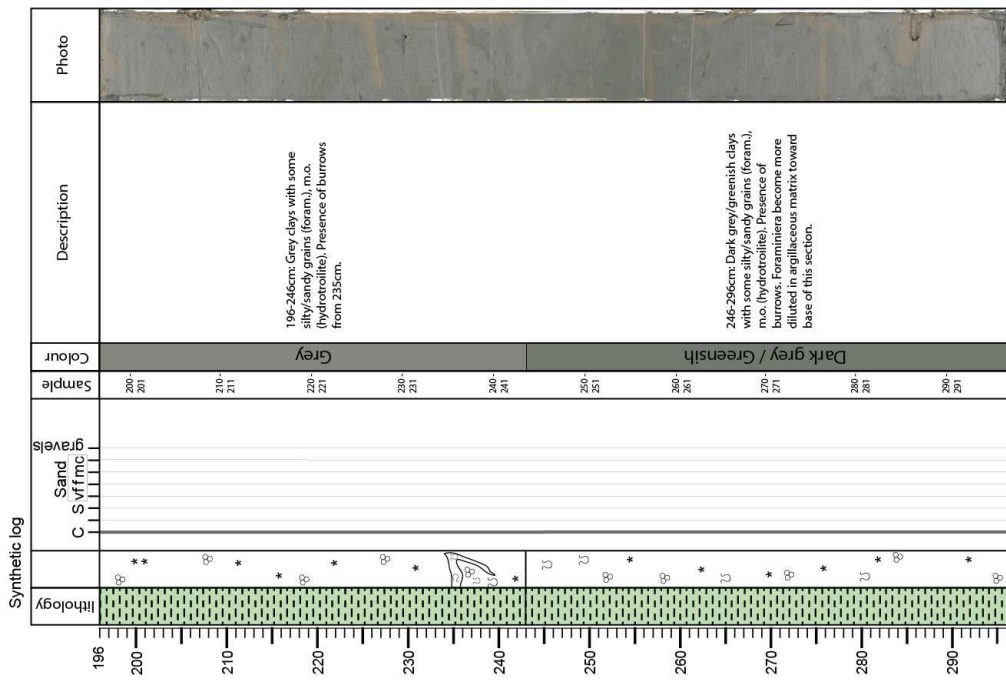 Synthetic log
lithology
C
S
vf f m c
Sand
gravels
Sample
Colour
Description
Photo
196
200
210
220
230
240
250
260
270
280
290
200-
201
210-
211
220-
221
230-
231
240-
241
250-
251
260-
261
270-
271
280-
281
290-
291
Grey
Dark grey / Greensih
196-246cm: Grey clays with some
silty/sandy grains (foram.), m.o.
(hydrotroilite). Presence of burrows
from 235cm.
246-296cm: Dark grey/greenish clays
with some silty/sandy grains (foram.),
m.o. (hydrotroilite). Presence of
burrows. Foraminiera become more
diluted in argillaceous matrix toward
base of this section.